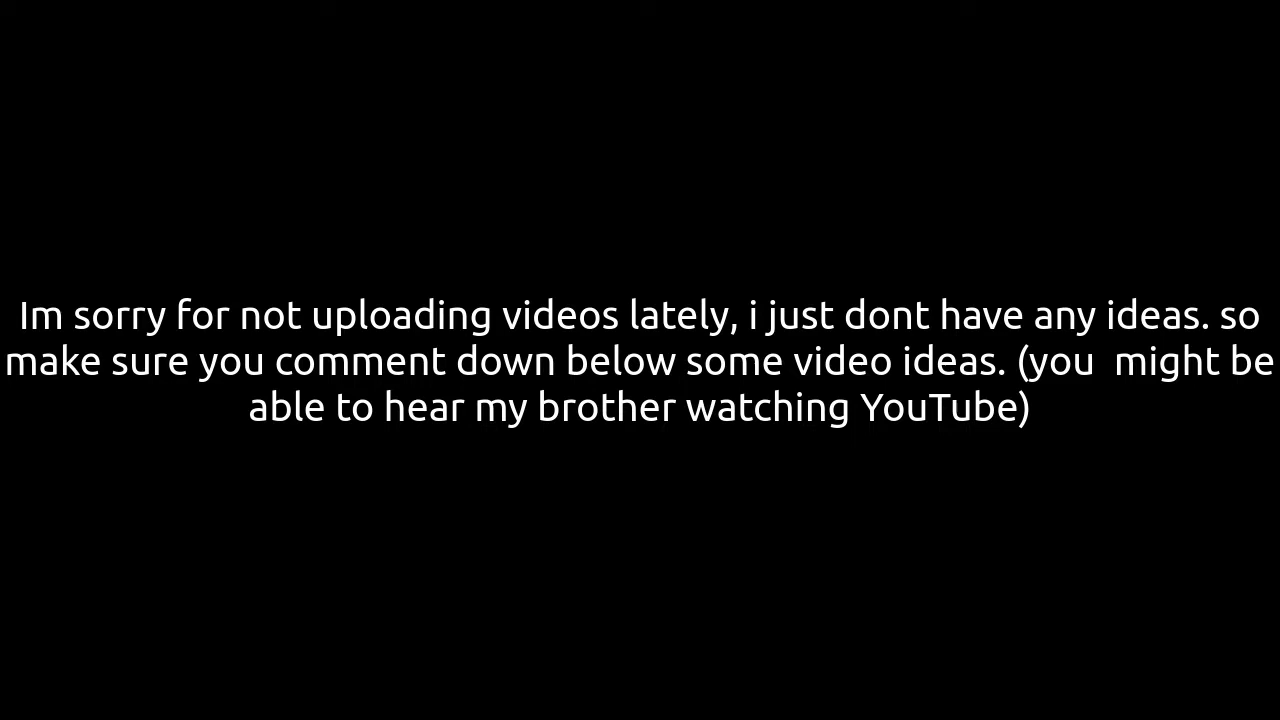 Im sorry for not uploading videos lately, i just dont have any ideas. so
make sure you comment down below some video ideas. (you  might be
able to hear my brother watching YouTube)